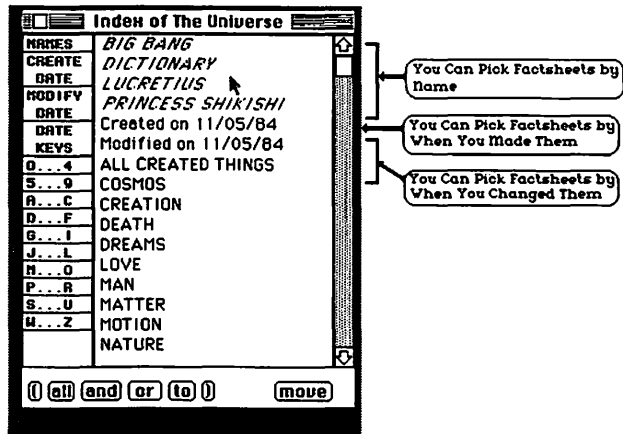 Index of The Universe
NAMES
CREATE
DATE
MODIFY
DATE
DATE
KEYS
0...4
5...9
A...C
D...F
G...I
J...L
M...O
P...R
S...U
W...Z
BIG BANG
DICTIONARY
LUCRETIUS
PRINCESS SHIKISHI
Created on 11/05/84
Modified on 11/05/84
ALL CREATED THINGS
COSMOS
CREATION
DEATH
DREAMS
LOVE
MAN
MATTER
MOTION
NATURE
( all and or to ) move
You Can Pick Factsheets by
Name
You Can Pick Factsheets by
When You Made Them
You Can Pick Factsheets by
When You Changed Them